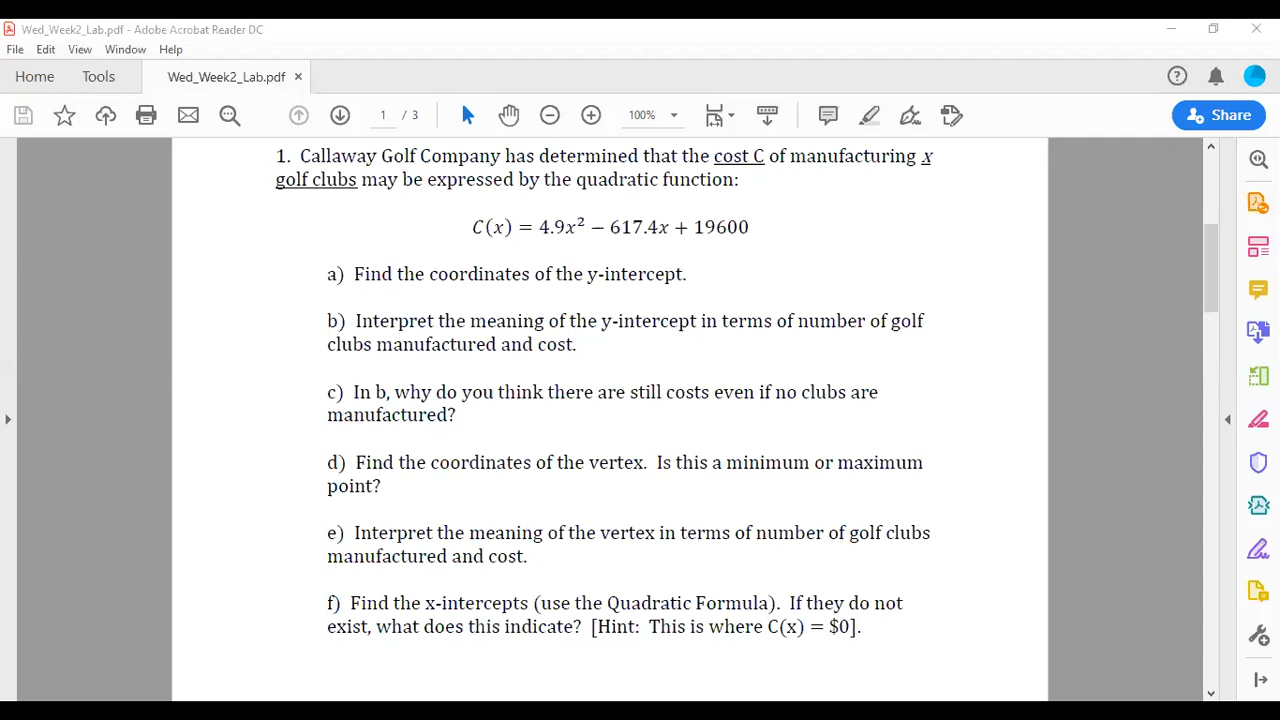 Wed_Week2_Lab.pdf - Adobe Acrobat Reader DC
File Edit View Window Help
Home Tools Wed_Week2_Lab.pdf ×
1 / 3 100% Share
1. Callaway Golf Company has determined that the cost C of manufacturing x
golf clubs may be expressed by the quadratic function:
C(x) = 4.9x² − 617.4x + 19600
a) Find the coordinates of the y-intercept.
b) Interpret the meaning of the y-intercept in terms of number of golf
clubs manufactured and cost.
c) In b, why do you think there are still costs even if no clubs are
manufactured?
d) Find the coordinates of the vertex. Is this a minimum or maximum
point?
e) Interpret the meaning of the vertex in terms of number of golf clubs
manufactured and cost.
f) Find the x-intercepts (use the Quadratic Formula). If they do not
exist, what does this indicate? [Hint: This is where C(x) = $0].